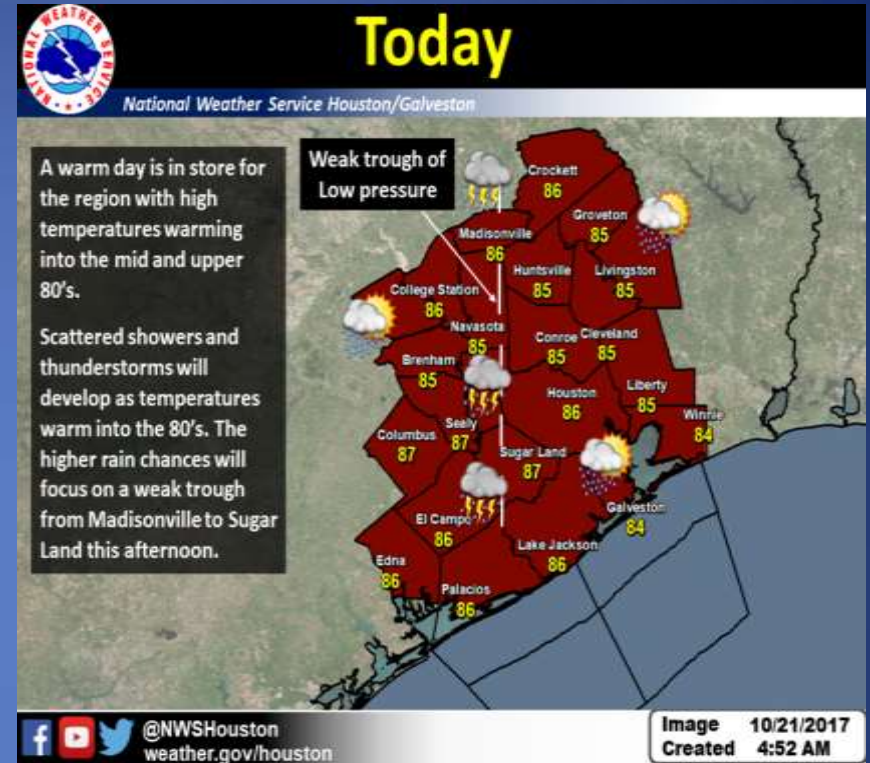 Today
NATIONAL WEATHER SERVICE
National Weather Service Houston/Galveston
A warm day is in store for
the region with high
temperatures warming
into the mid and upper
80's.
Scattered showers and
thunderstorms will
develop as temperatures
warm into the 80's. The
higher rain chances will
focus on a weak trough
from Madisonville to Sugar
Land this afternoon.
Weak trough of
Low pressure
Crockett
86
Groveton
85
Madisonville
86
Huntsville
85
Livingston
85
College Station
86
Navasota
85
Conroe
85
Cleveland
85
Brenham
85
Houston
86
Liberty
85
Winnie
84
Columbus
87
Sealy
87
Sugar Land
87
El Campo
86
Galveston
84
Lake Jackson
86
Edna
86
Palacios
86
@NWSHouston
weather.gov/houston
Image 10/21/2017
Created 4:52 AM